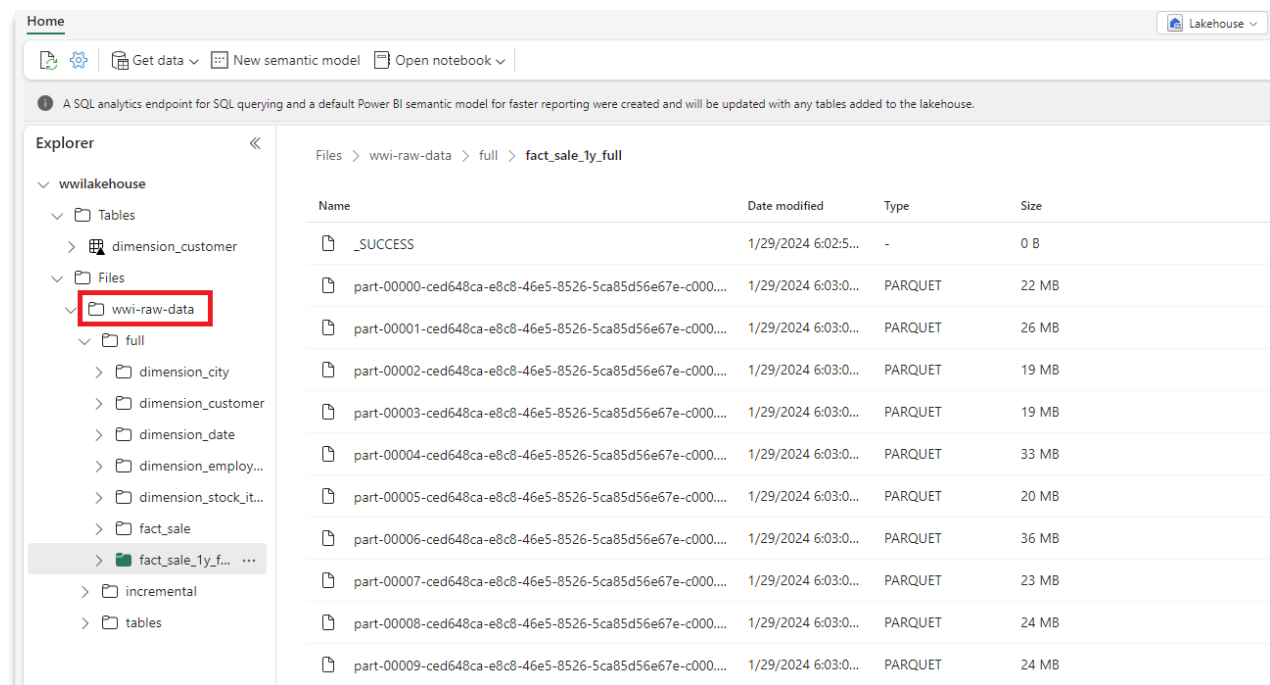 Home
Lakehouse
Get data
New semantic model
Open notebook
A SQL analytics endpoint for SQL querying and a default Power BI semantic model for faster reporting were created and will be updated with any tables added to the lakehouse.
Explorer
wwilakehouse
Tables
dimension_customer
Files
wwi-raw-data
full
dimension_city
dimension_customer
dimension_date
dimension_employ...
dimension_stock_it...
fact_sale
fact_sale_1y_f... ...
incremental
tables
Files > wwi-raw-data > full > fact_sale_1y_full
Name Date modified Type Size
_SUCCESS 1/29/2024 6:02:5... - 0 B
part-00000-ced648ca-e8c8-46e5-8526-5ca85d56e67e-c000.... 1/29/2024 6:03:0... PARQUET 22 MB
part-00001-ced648ca-e8c8-46e5-8526-5ca85d56e67e-c000.... 1/29/2024 6:03:0... PARQUET 26 MB
part-00002-ced648ca-e8c8-46e5-8526-5ca85d56e67e-c000.... 1/29/2024 6:03:0... PARQUET 19 MB
part-00003-ced648ca-e8c8-46e5-8526-5ca85d56e67e-c000.... 1/29/2024 6:03:0... PARQUET 19 MB
part-00004-ced648ca-e8c8-46e5-8526-5ca85d56e67e-c000.... 1/29/2024 6:03:0... PARQUET 33 MB
part-00005-ced648ca-e8c8-46e5-8526-5ca85d56e67e-c000.... 1/29/2024 6:03:0... PARQUET 20 MB
part-00006-ced648ca-e8c8-46e5-8526-5ca85d56e67e-c000.... 1/29/2024 6:03:0... PARQUET 36 MB
part-00007-ced648ca-e8c8-46e5-8526-5ca85d56e67e-c000.... 1/29/2024 6:03:0... PARQUET 23 MB
part-00008-ced648ca-e8c8-46e5-8526-5ca85d56e67e-c000.... 1/29/2024 6:03:0... PARQUET 24 MB
part-00009-ced648ca-e8c8-46e5-8526-5ca85d56e67e-c000.... 1/29/2024 6:03:0... PARQUET 24 MB